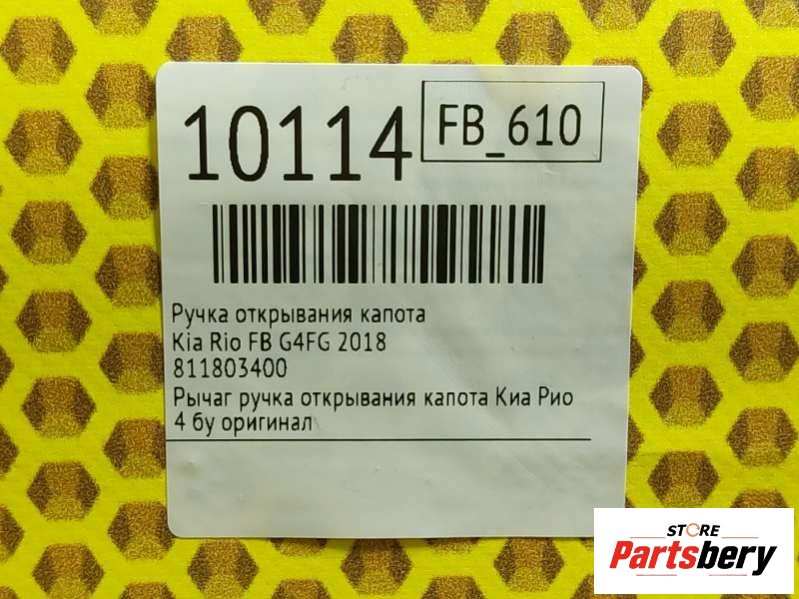 10114
FB_610
Ручка открывания капота
Kia Rio FB G4FG 2018
811803400
Рычаг ручка открывания капота Киа Рио
4 бу оригинал
STORE
Partsbery